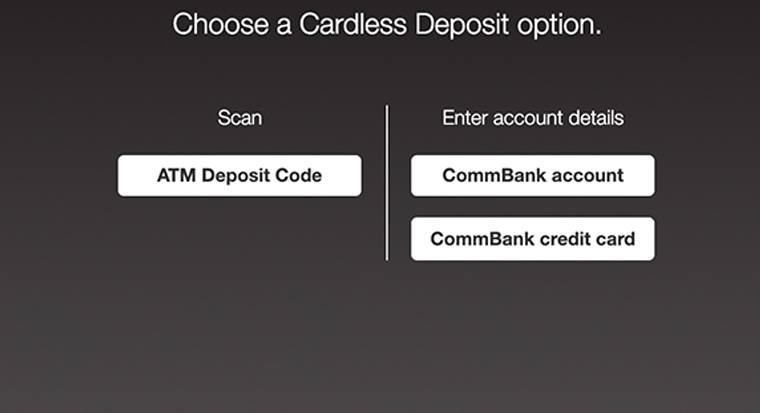 Choose a Cardless Deposit option.
Scan
ATM Deposit Code
Enter account details
CommBank account
CommBank credit card